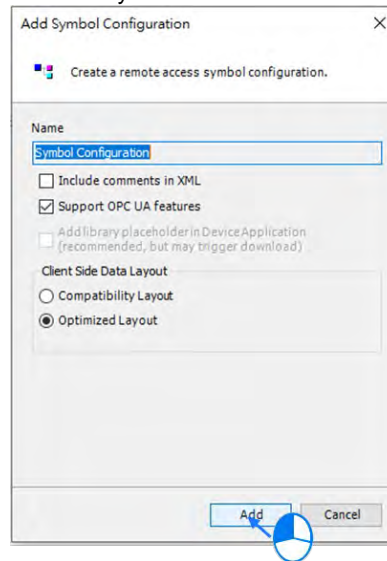 Add Symbol Configuration
Create a remote access symbol configuration.
Name
Symbol Configuration
Include comments in XML
Support OPC UA features
Add library placeholder in Device Application
(recommended, but may trigger download)
Client Side Data Layout
Compatibility Layout
Optimized Layout
Add Cancel